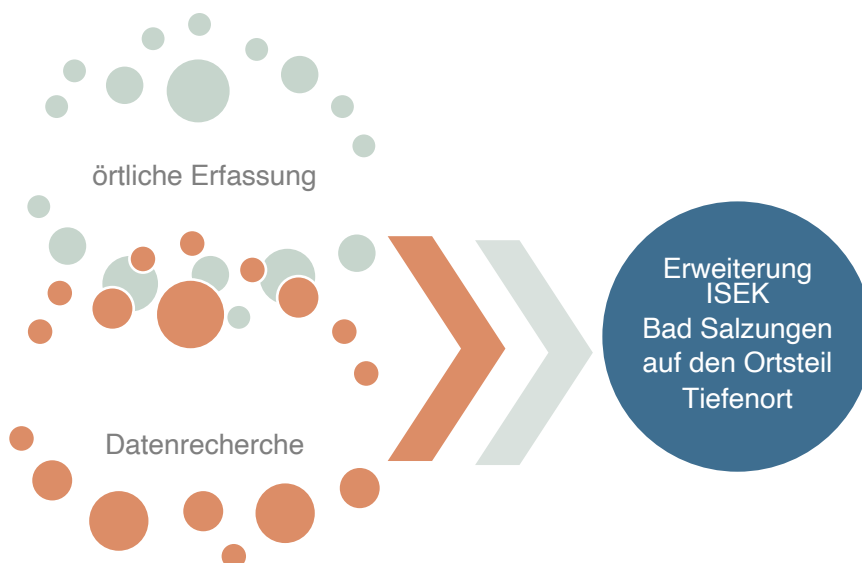 örtliche Erfassung
Datenrecherche
Erweiterung
ISEK
Bad Salzungen
auf den Ortsteil
Tiefenort